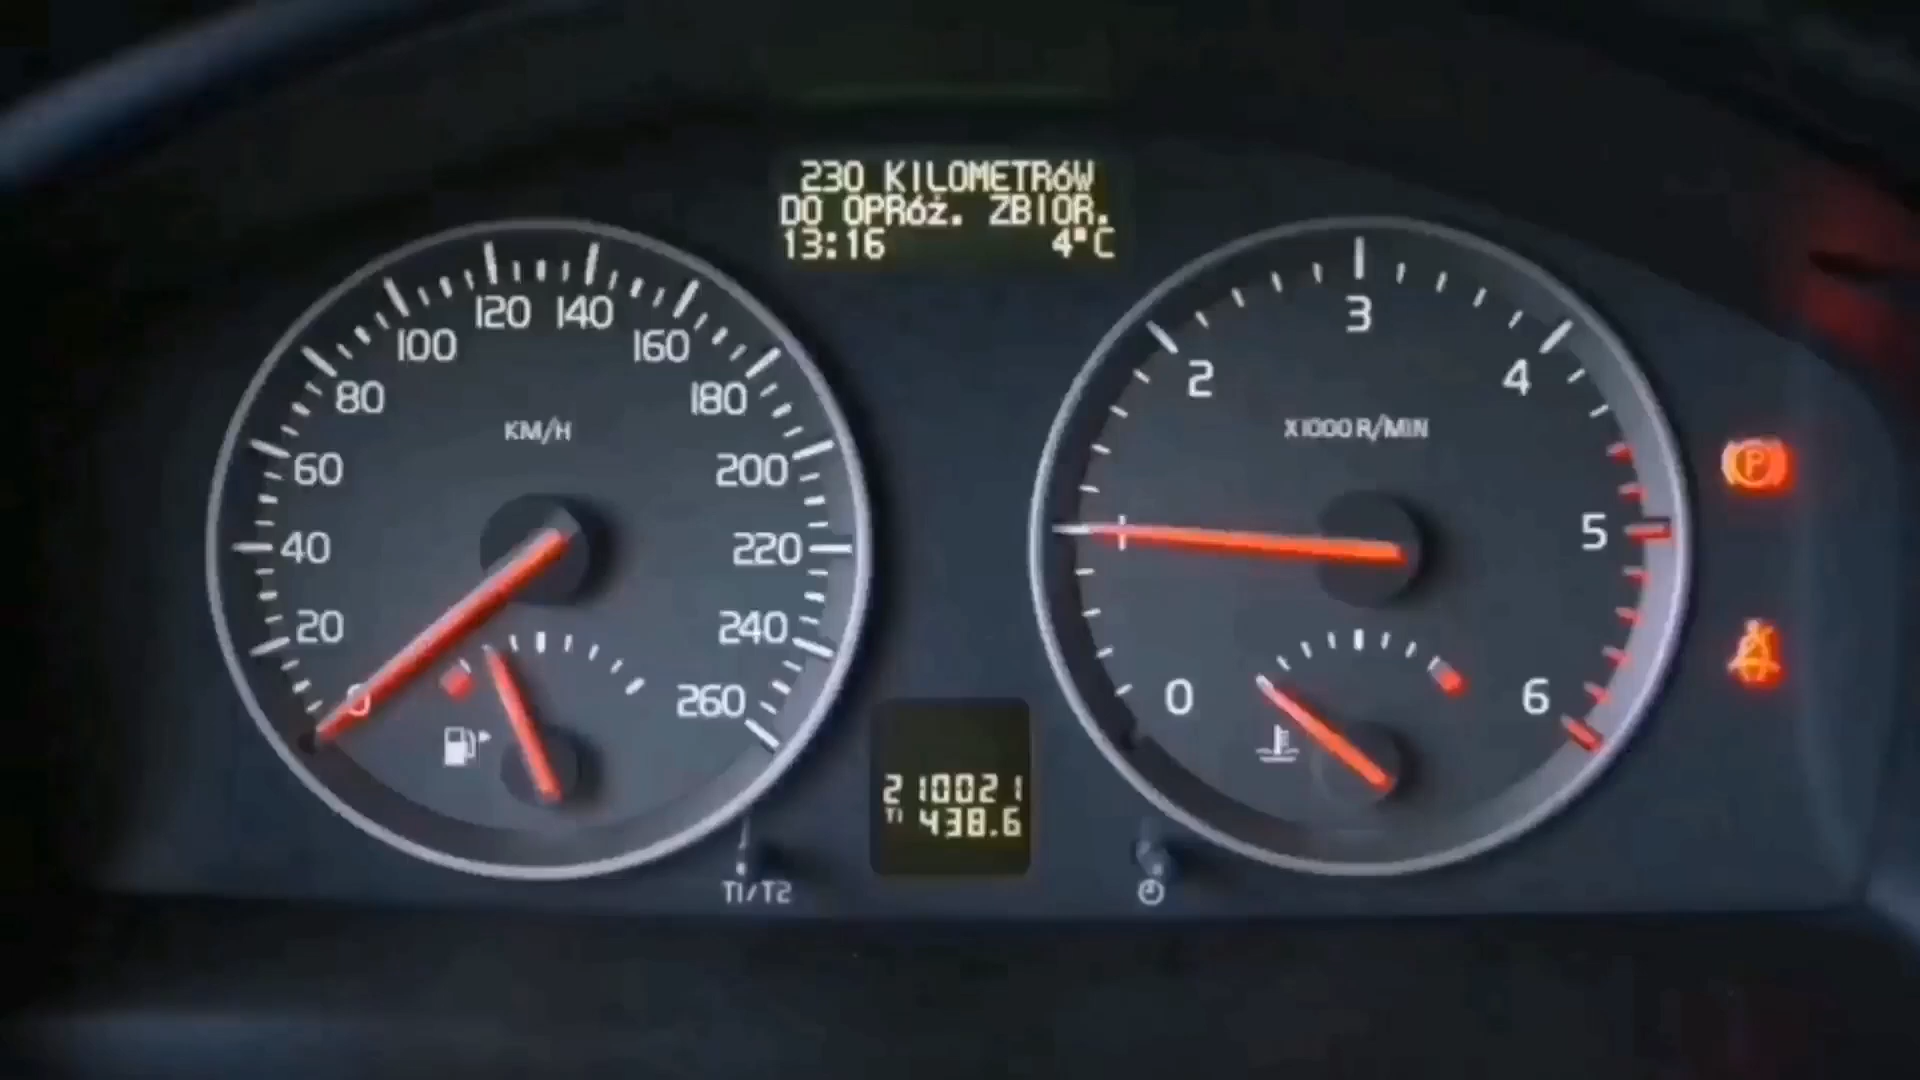 230 KILOMETRóW
DO OPRóż. ZBIOR.
13:16 4°C
0 20 40 60 80 100 120 140 160 180 200 220 240 260
KM/H
0 1 2 3 4 5 6
X1000 R/MIN
P
210021
T1 438.6
T1/T2